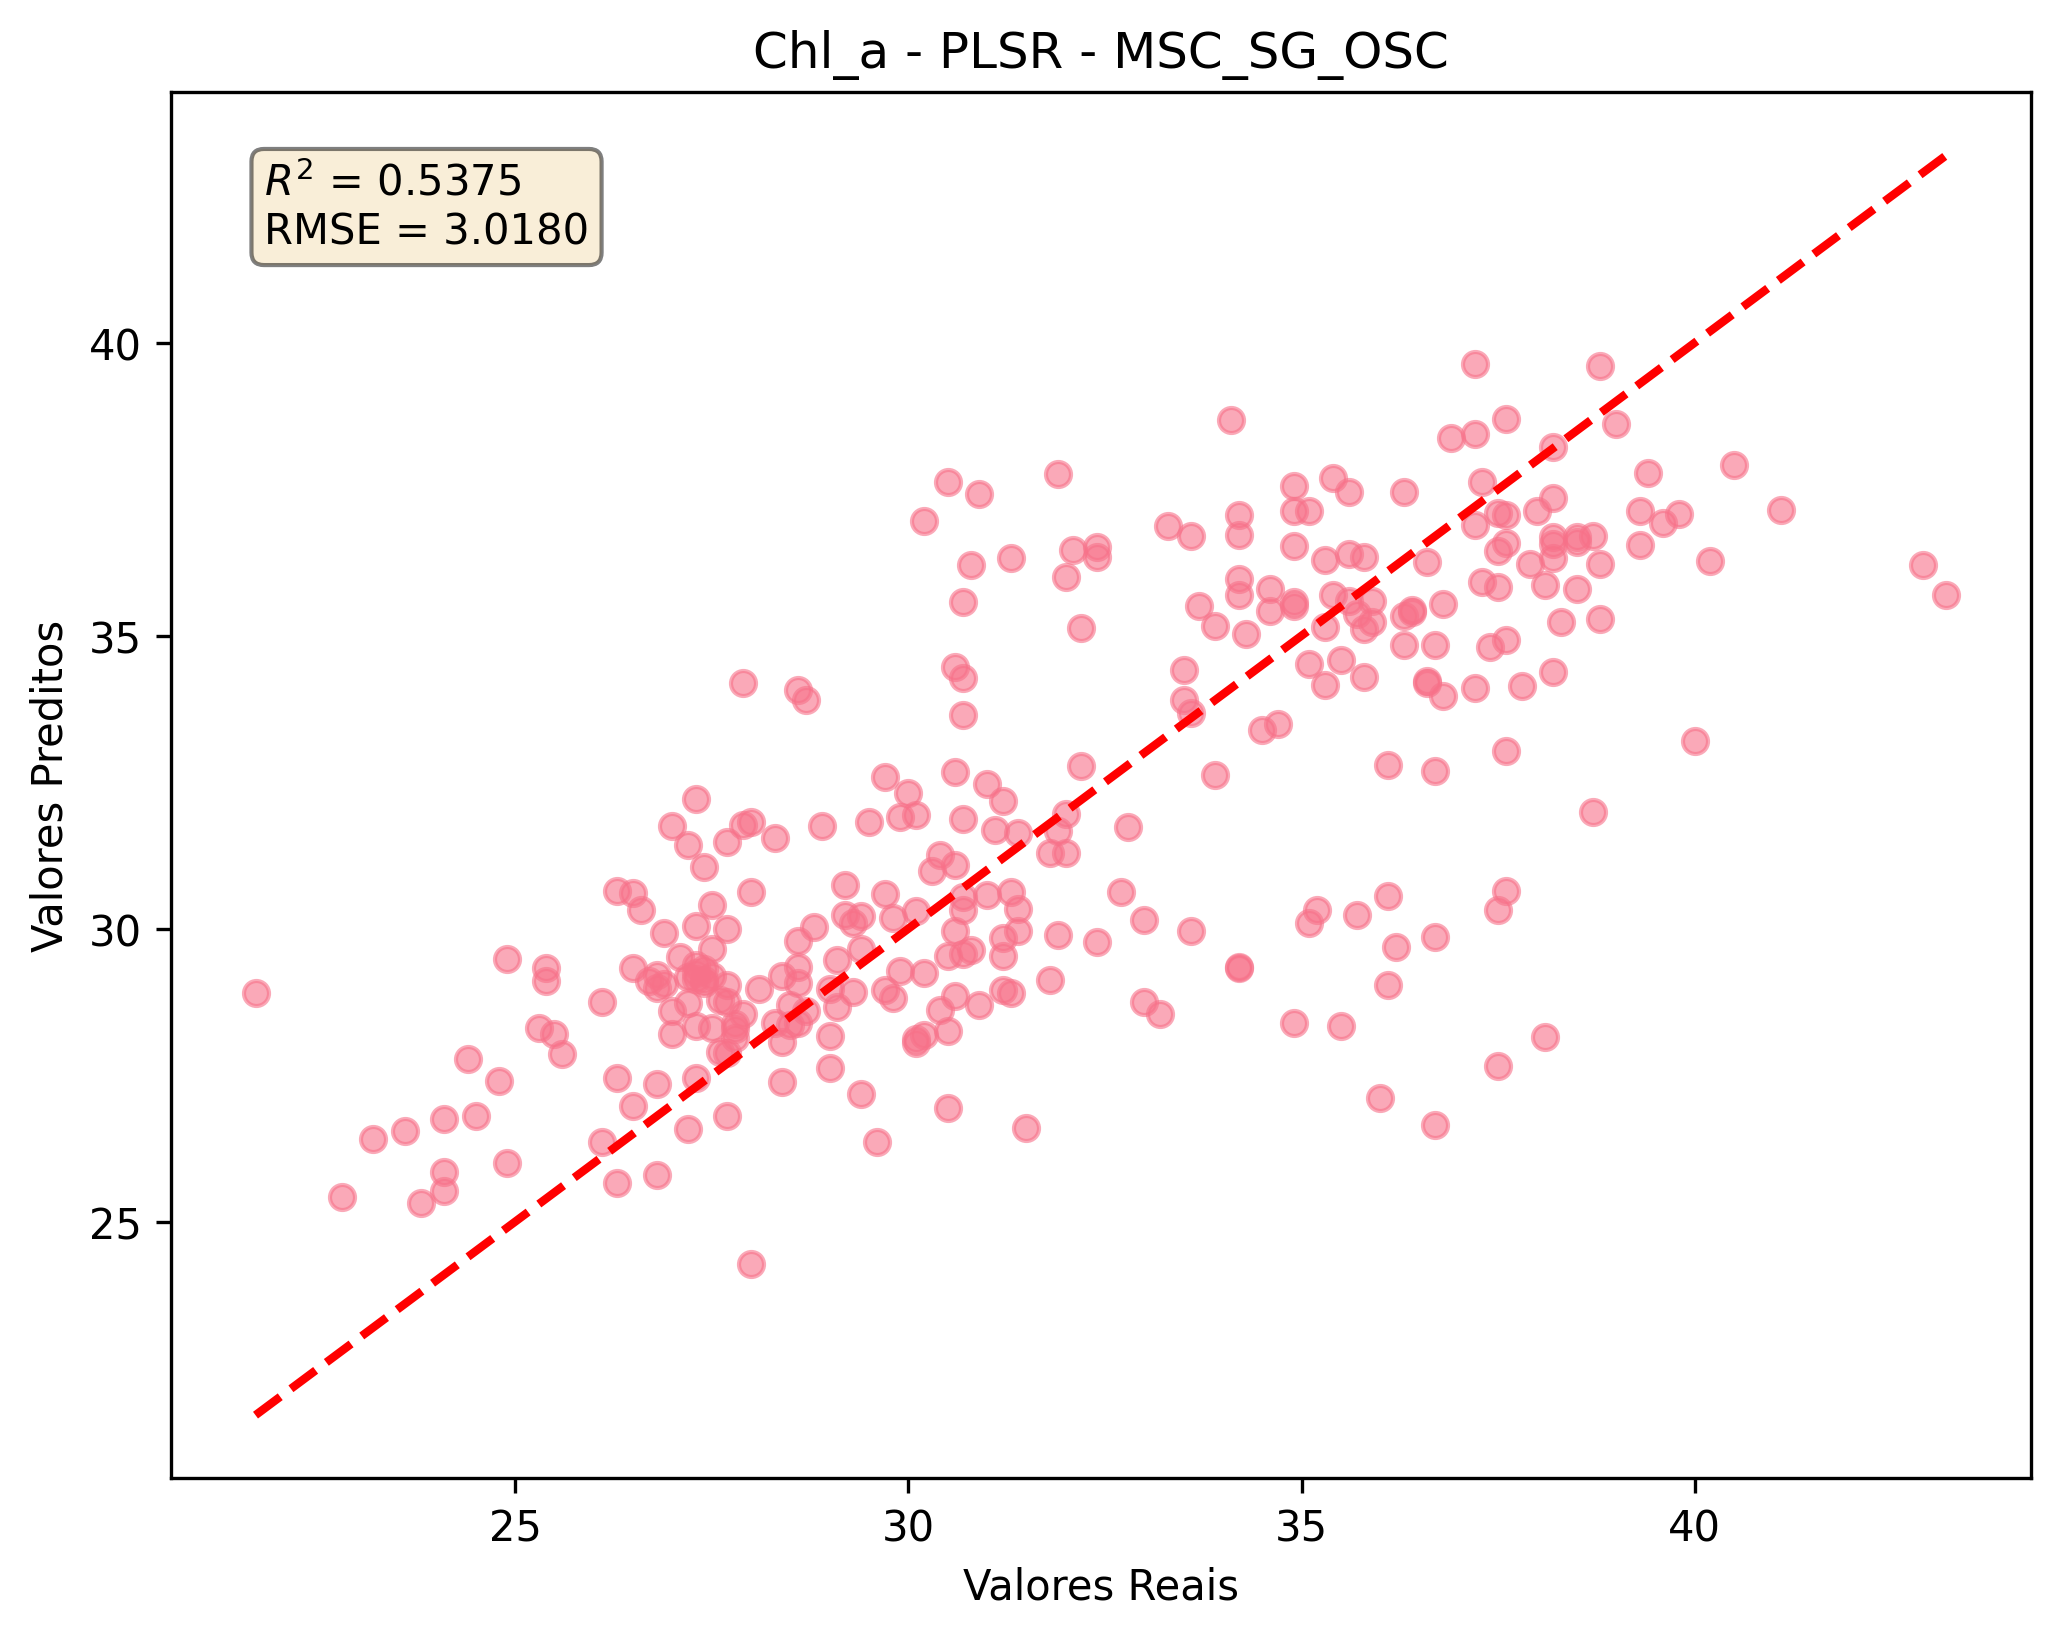 Chl_a - PLSR - MSC_SG_OSC
R² = 0.5375
RMSE = 3.0180
Valores Preditos
40
35
30
25
25 30 35 40
Valores Reais